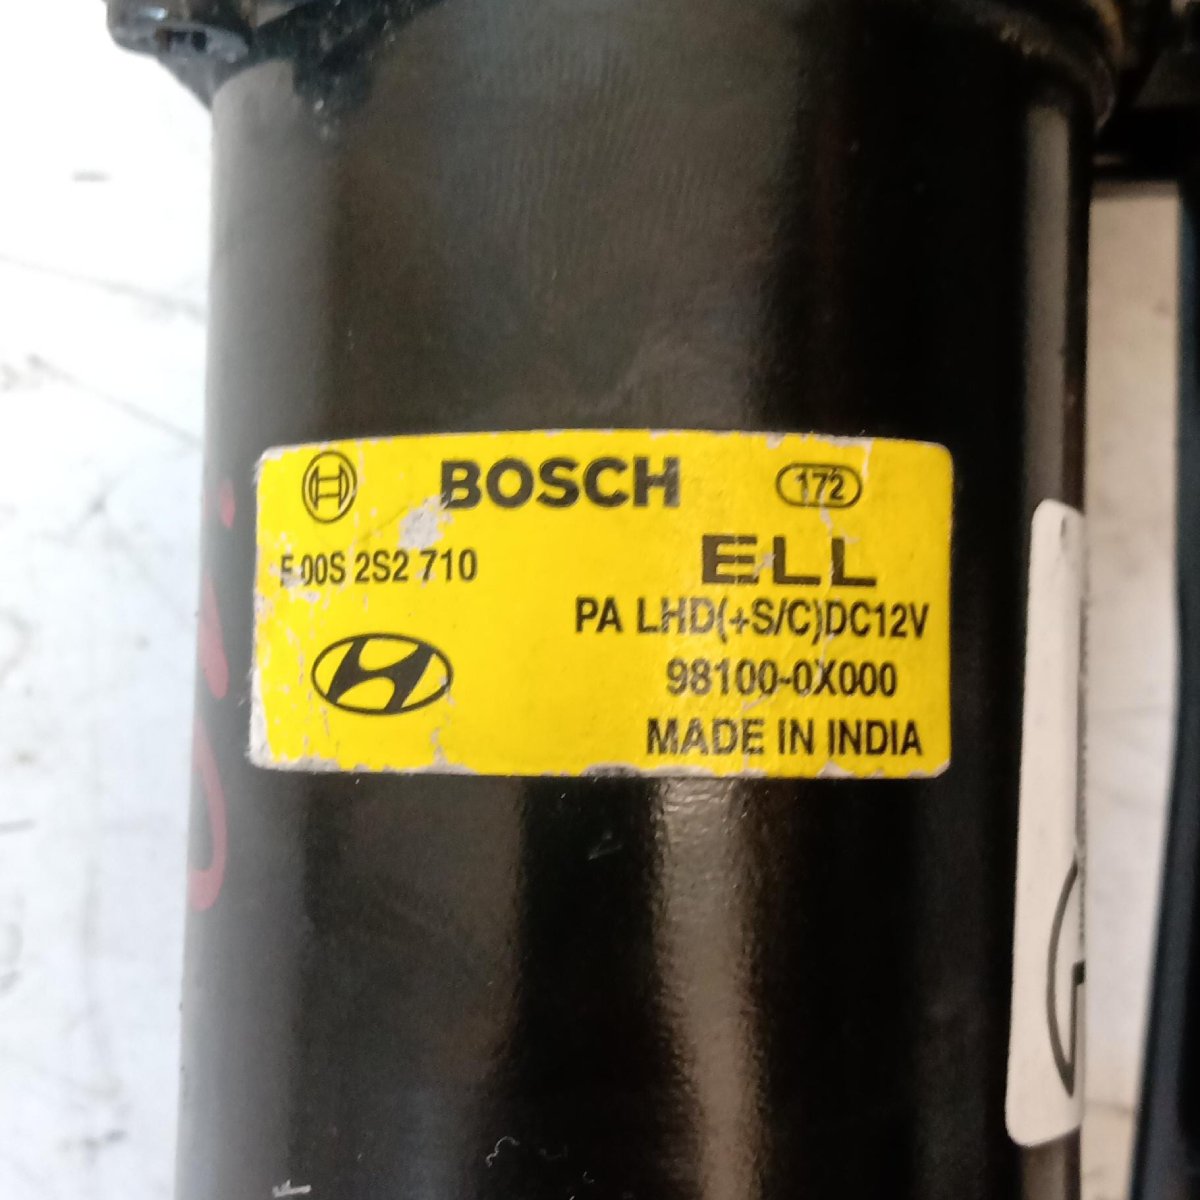 BOSCH 172
F 00S 2S2 710 ELL
PA LHD(+S/C)DC12V
98100-0X000
MADE IN INDIA